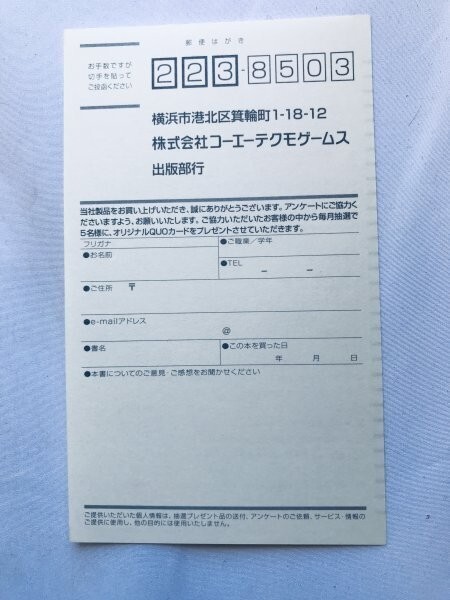 郵便はがき
お手数ですが
切手を貼って
ご投函ください
223-8503
横浜市港北区箕輪町1-18-12
株式会社コーエーテクモゲームス
出版部行
当社製品をお買い上げいただき、誠にありがとうございます。アンケートにご協力く
ださいますよう、お願いいたします。ご協力いただいたお客様の中から毎月抽選で
5名様に、オリジナルQUOカードをプレゼントさせていただきます。
フリガナ
●お名前
●ご職業/学年
●TEL
– –
●ご住所 〒
●e-mailアドレス
@
●書名
●この本を買った日
年 月 日
●本書についてのご意見・ご感想をお聞かせください
ご提供いただいた個人情報は、抽選プレゼント品の送付、アンケートのご依頼、サービス・情報の
ご提供に使用し、他の目的には使用いたしません。